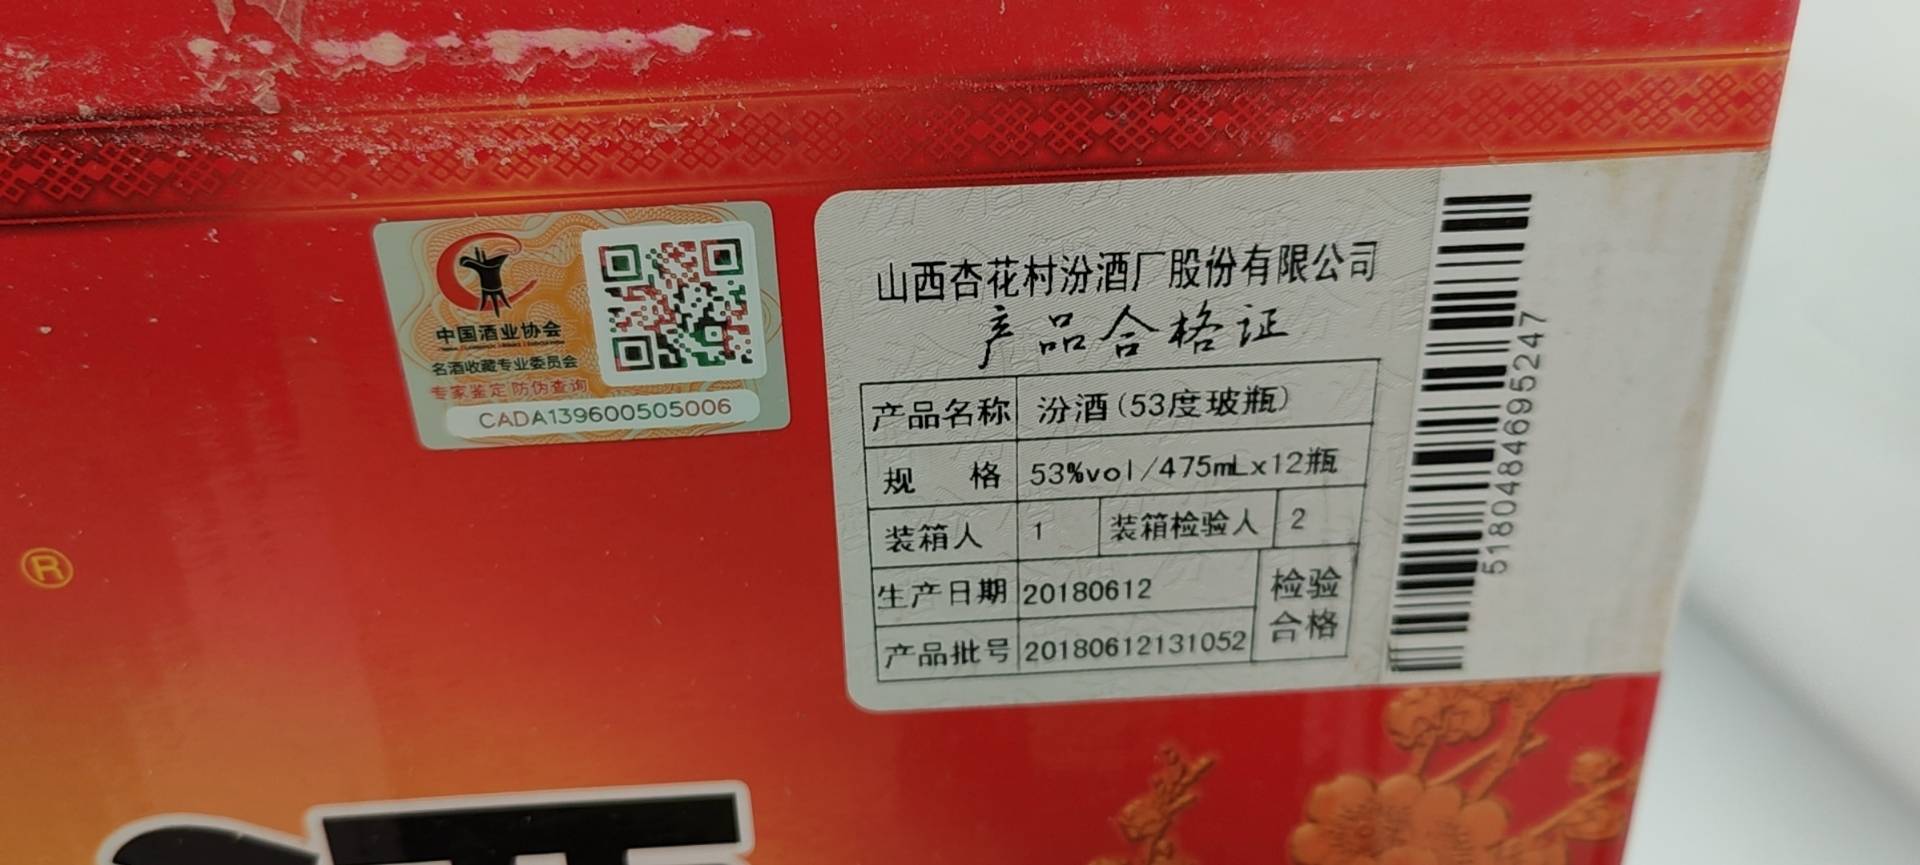 中国酒业协会
名酒收藏专业委员会
专家鉴定 防伪查询
CADA139600505006
山西杏花村汾酒厂股份有限公司
产品合格证
产品名称 汾酒(53度玻瓶)
规 格 53%vol/475mLx12瓶
装箱人 1 装箱检验人 2
生产日期 20180612
检验合格
产品批号 20180612131052
518048469524​7
®